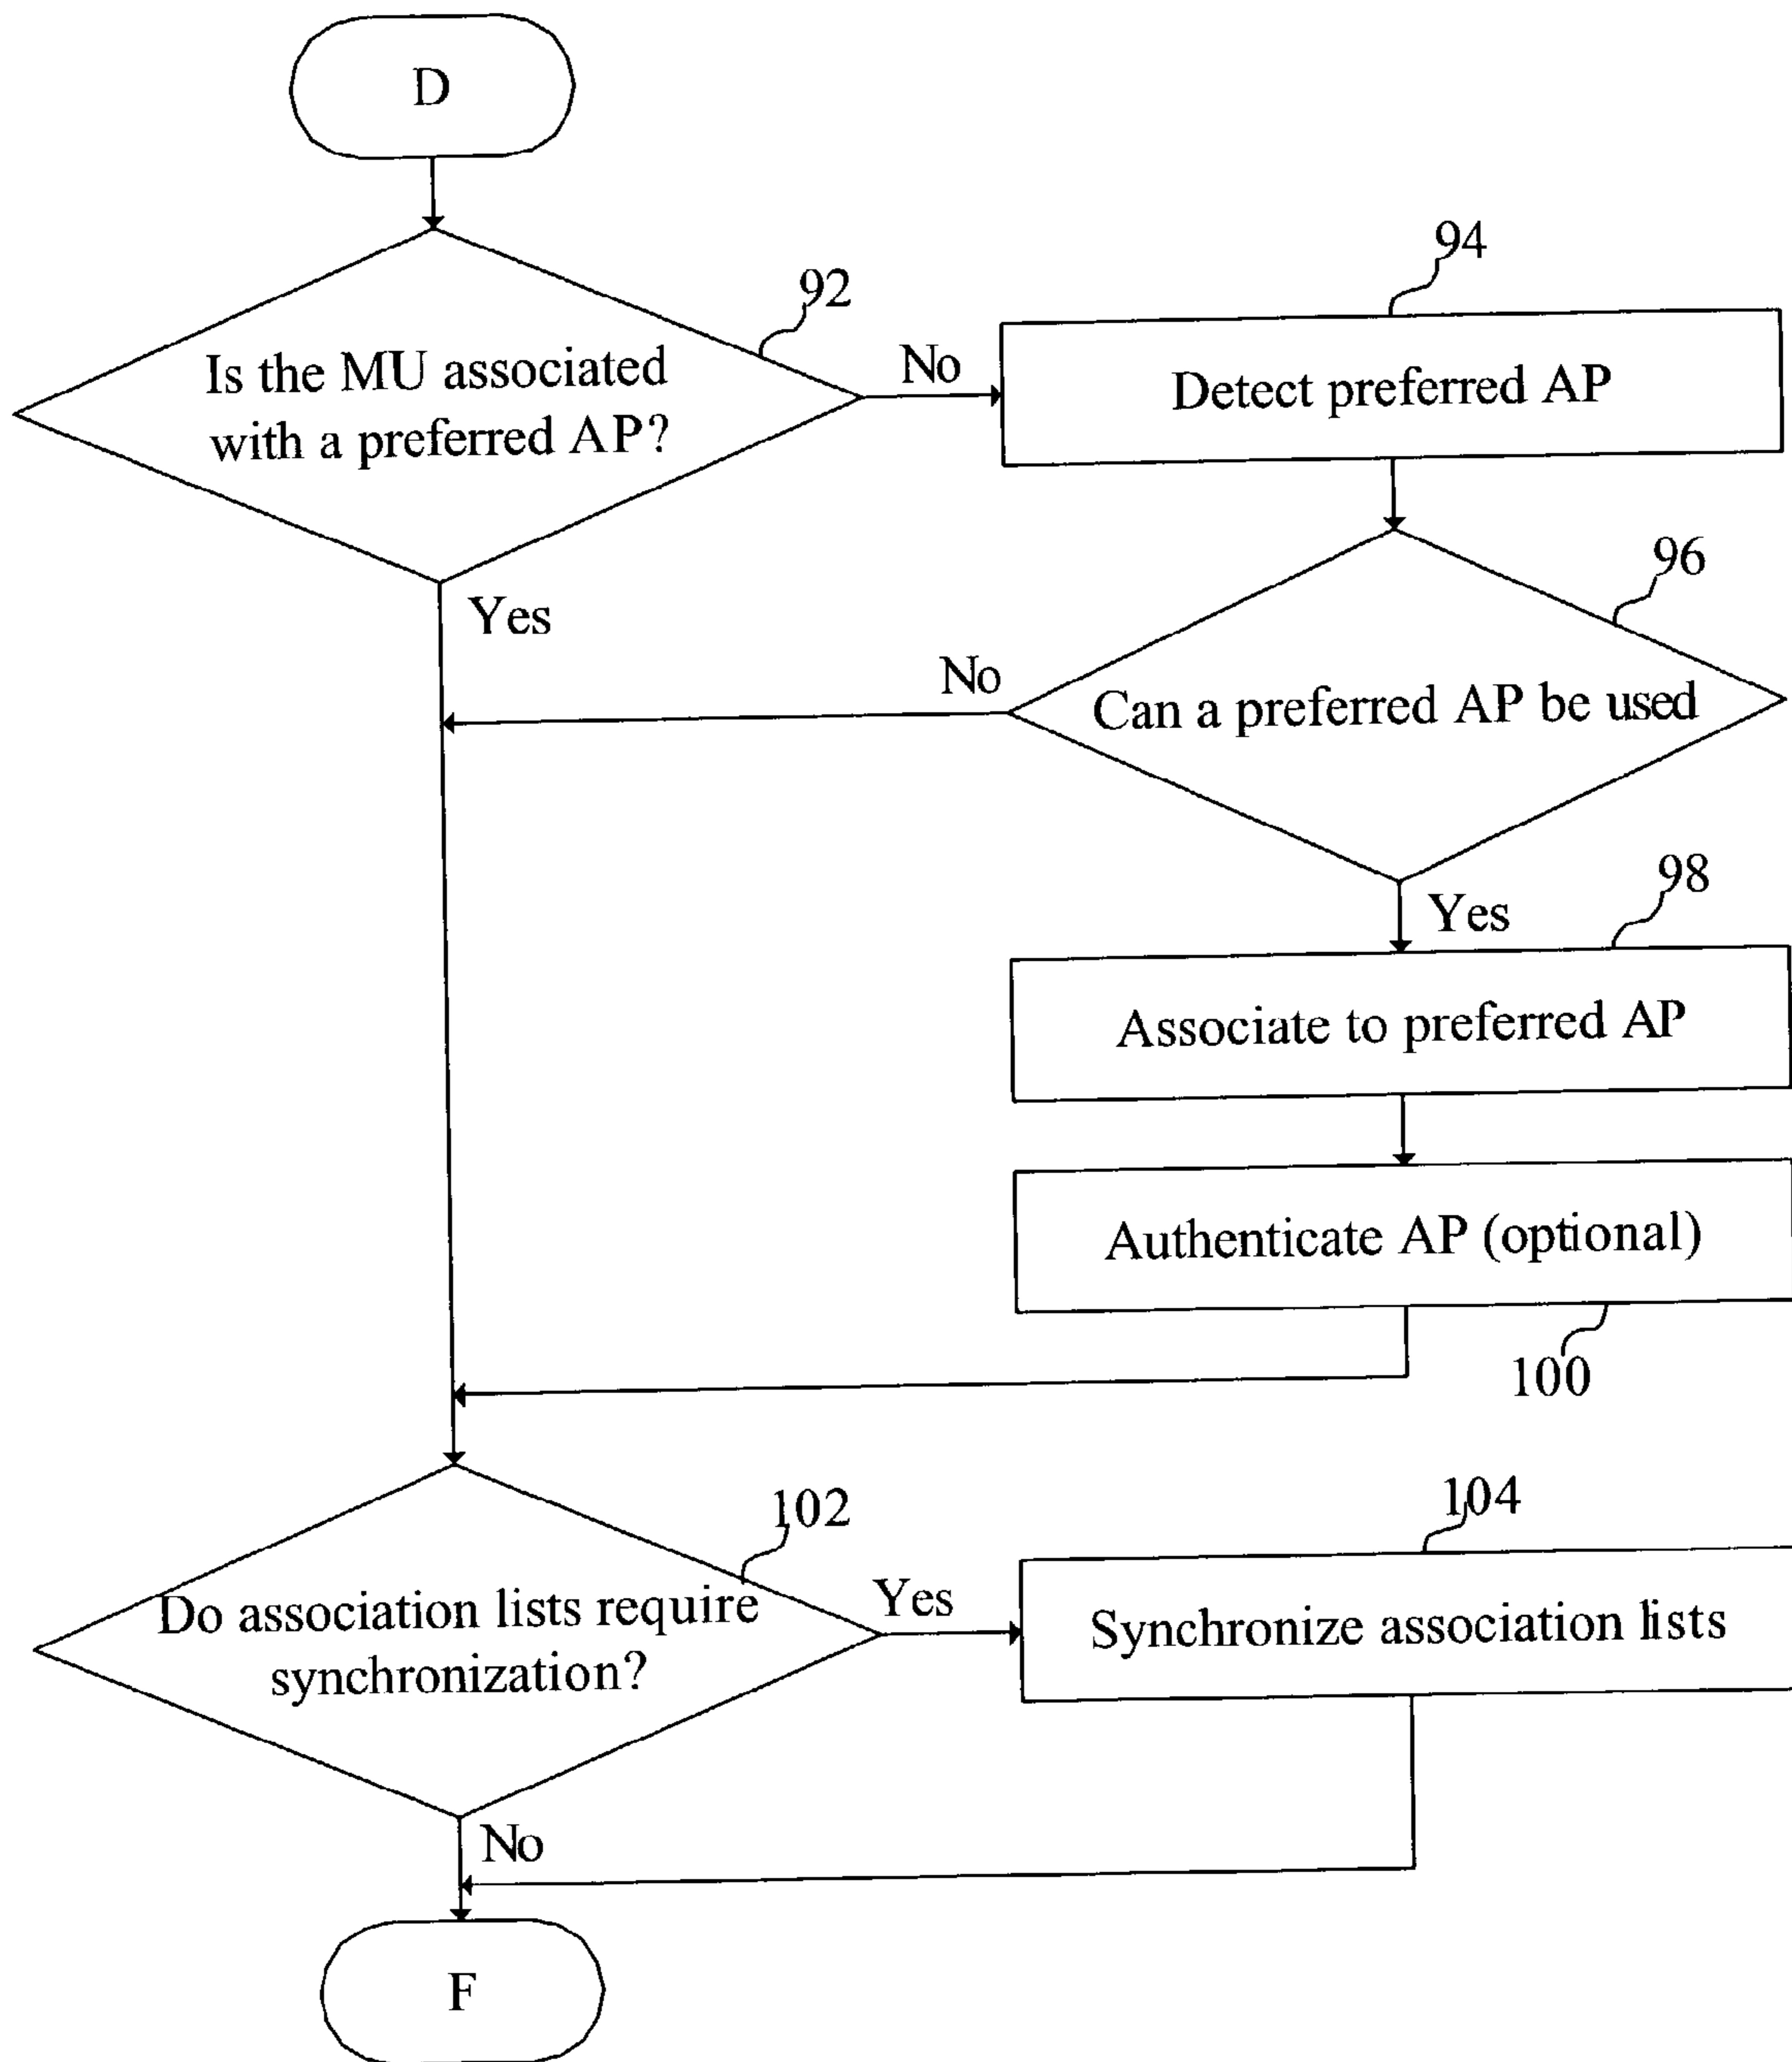 D
92
Is the MU associated
with a preferred AP?
No
94
Detect preferred AP
Yes
96
No
Can a preferred AP be used
Yes
98
Associate to preferred AP
Authenticate AP (optional)
100
102
Do association lists require
synchronization?
Yes
104
Synchronize association lists
No
F